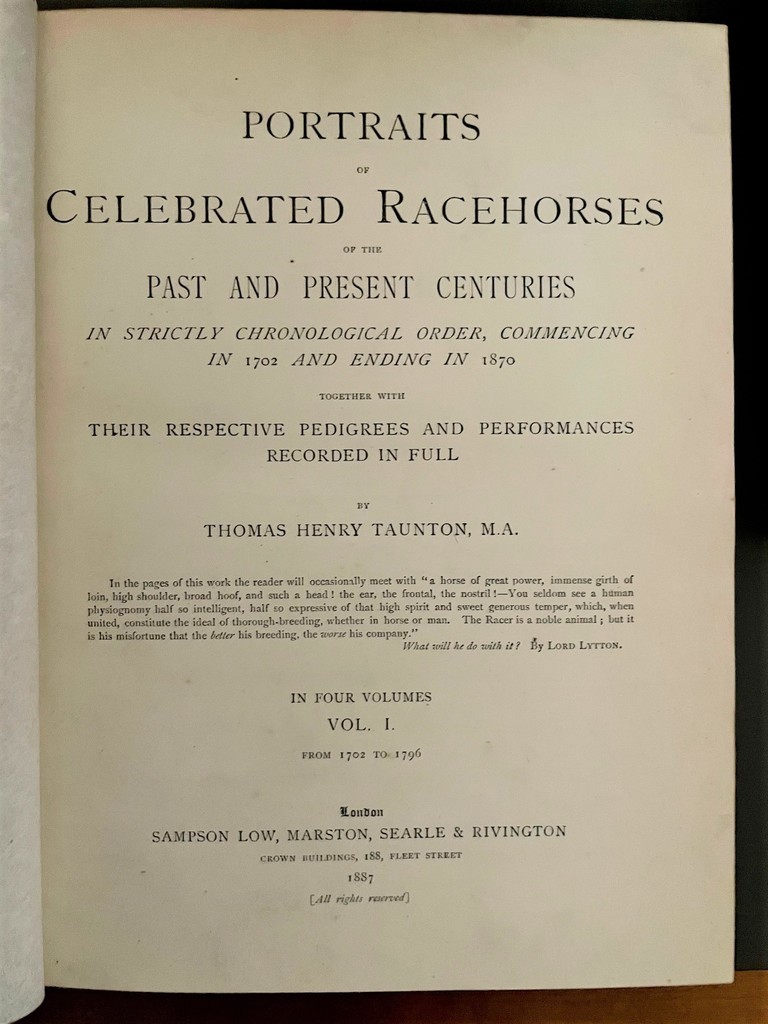 PORTRAITS
OF
CELEBRATED RACEHORSES
OF THE
PAST AND PRESENT CENTURIES
IN STRICTLY CHRONOLOGICAL ORDER, COMMENCING
IN 1702 AND ENDING IN 1870
TOGETHER WITH
THEIR RESPECTIVE PEDIGREES AND PERFORMANCES
RECORDED IN FULL
BY
THOMAS HENRY TAUNTON, M.A.
In the pages of this work the reader will occasionally meet with "a horse of great power, immense girth of
loin, high shoulder, broad hoof, and such a head! the ear, the frontal, the nostril!—You seldom see a human
physiognomy half so intelligent, half so expressive of that high spirit and sweet generous temper, which, when
united, constitute the ideal of thorough-breeding, whether in horse or man. The Racer is a noble animal; but it
is his misfortune that the better his breeding, the worse his company."
What will he do with it? By LORD LYTTON.
IN FOUR VOLUMES
VOL. I.
FROM 1702 TO 1796
London
SAMPSON LOW, MARSTON, SEARLE & RIVINGTON
CROWN BUILDINGS, 188, FLEET STREET
1887
[All rights reserved]